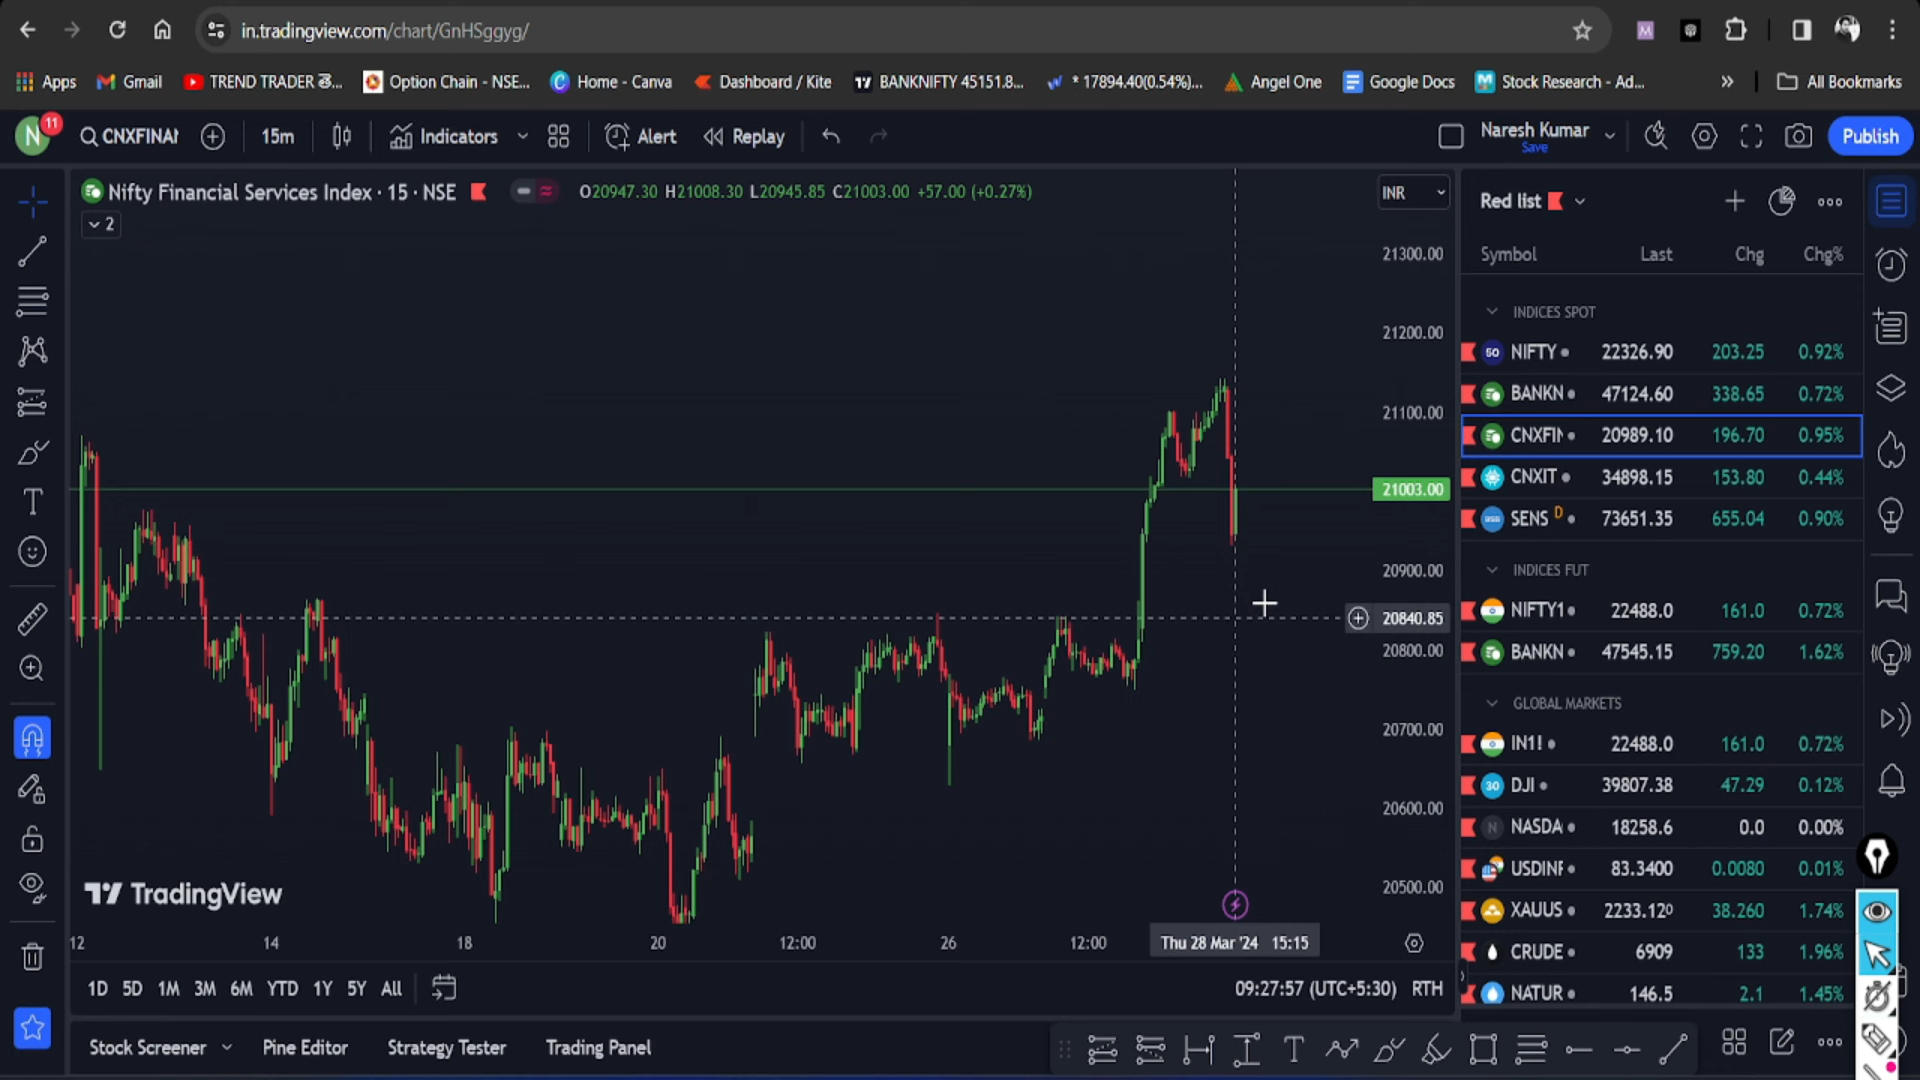 in.tradingview.com/chart/GnHSggyg/
Apps Gmail TREND TRADER తె... Option Chain - NSE... Home - Canva Dashboard / Kite BANKNIFTY 45151.8... * 17894.40(0.54%)... Angel One Google Docs Stock Research - Ad... » All Bookmarks
N 11 CNXFINAN 15m Indicators Alert Replay Naresh Kumar Save Publish
Nifty Financial Services Index · 15 · NSE O20947.30 H21008.30 L20945.85 C21003.00 +57.00 (+0.27%) INR
2
21300.00
21200.00
21100.00
21003.00
20900.00
20840.85
20800.00
20700.00
20600.00
20500.00
TradingView
12 14 18 20 12:00 26 12:00 Thu 28 Mar '24 15:15
1D 5D 1M 3M 6M YTD 1Y 5Y All 09:27:57 (UTC+5:30) RTH
Stock Screener Pine Editor Strategy Tester Trading Panel
Red list
Symbol Last Chg Chg%
INDICES SPOT
50 NIFTY 22326.90 203.25 0.92%
BANKN 47124.60 338.65 0.72%
CNXFIN 20989.10 196.70 0.95%
CNXIT 34898.15 153.80 0.44%
SENS D 73651.35 655.04 0.90%
INDICES FUT
NIFTY1 22488.0 161.0 0.72%
BANKN 47545.15 759.20 1.62%
GLOBAL MARKETS
IN1! 22488.0 161.0 0.72%
30 DJI 39807.38 47.29 0.12%
N NASDA 18258.6 0.0 0.00%
USDINR 83.3400 0.0080 0.01%
XAUUS 2233.120 38.260 1.74%
CRUDE 6909 133 1.96%
NATUR 146.5 2.1 1.45%